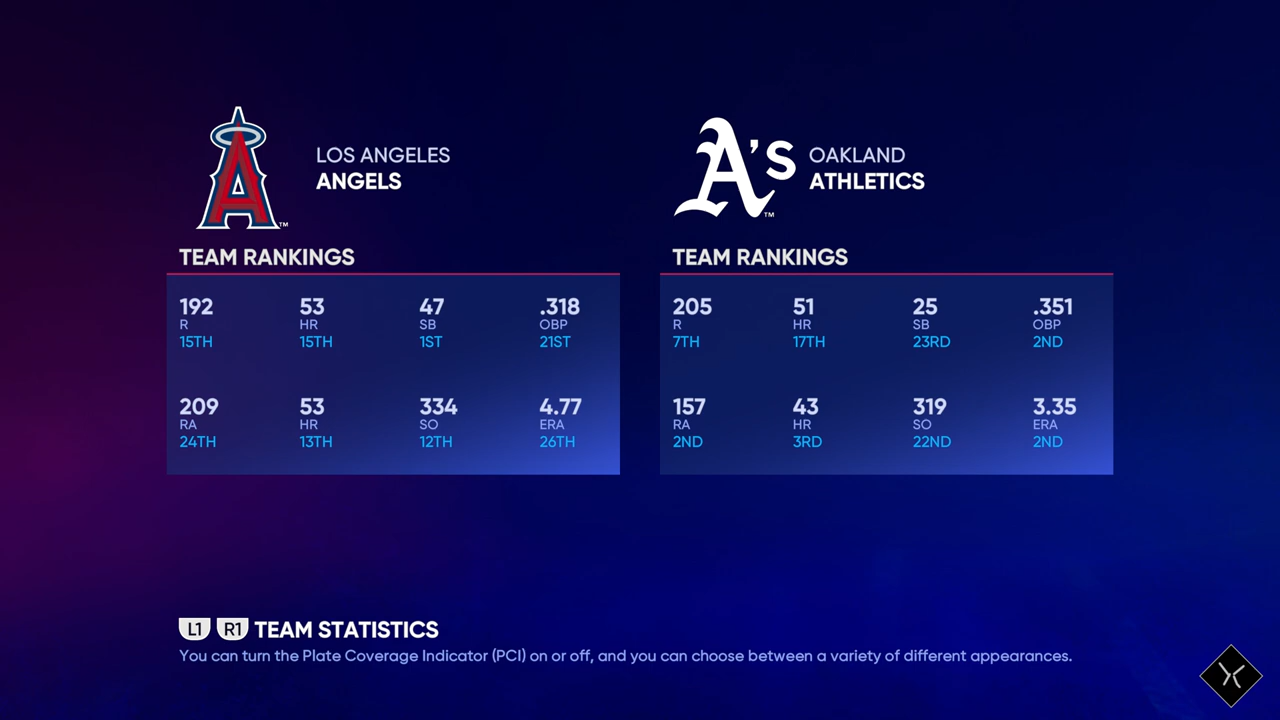 A
™
LOS ANGELES
ANGELS
TEAM RANKINGS
192 53 47 .318
R HR SB OBP
15TH 15TH 1ST 21ST
209 53 334 4.77
RA HR SO ERA
24TH 13TH 12TH 26TH
A's
™
OAKLAND
ATHLETICS
TEAM RANKINGS
205 51 25 .351
R HR SB OBP
7TH 17TH 23RD 2ND
157 43 319 3.35
RA HR SO ERA
2ND 3RD 22ND 2ND
L1 R1 TEAM STATISTICS
You can turn the Plate Coverage Indicator (PCI) on or off, and you can choose between a variety of different appearances.